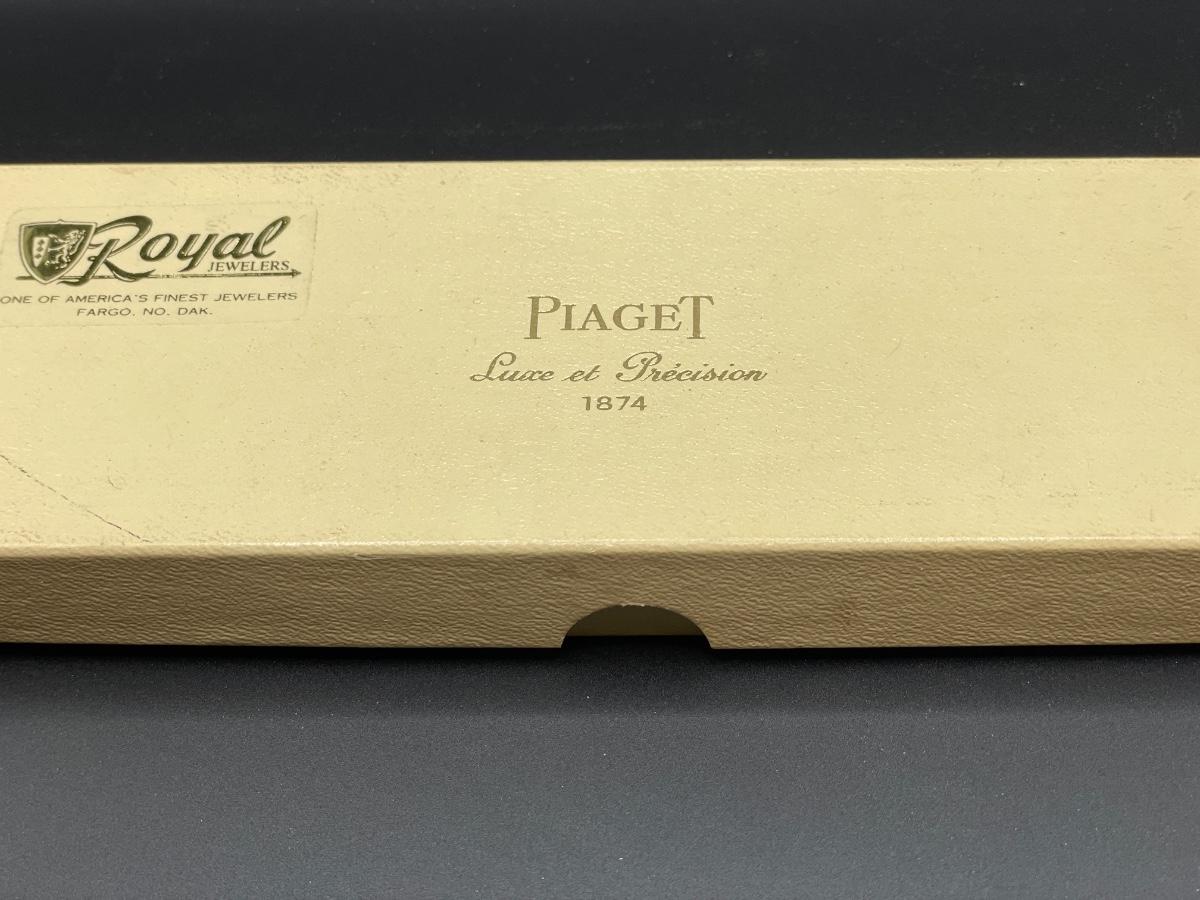 Royal
JEWELERS
ONE OF AMERICA'S FINEST JEWELERS
FARGO, NO. DAK.
PIAGET
Luxe et Précision
1874